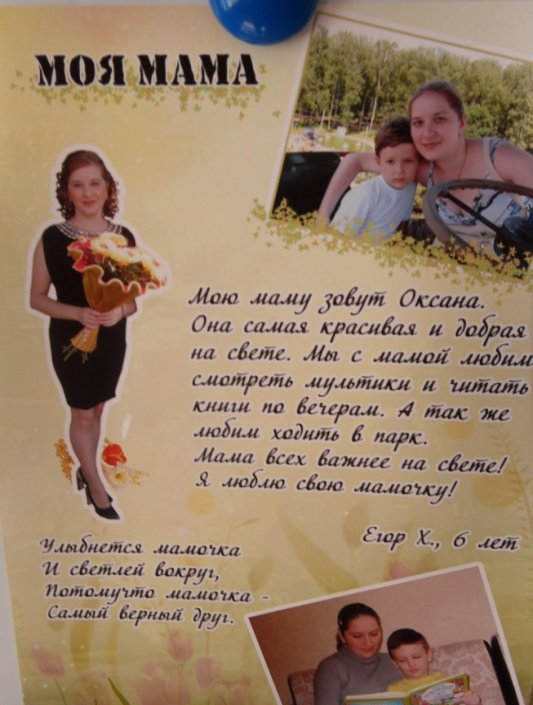 МОЯ МАМА
Мою маму зовут Оксана.
Она самая красивая и добрая
на свете. Мы с мамой любим
смотреть мультики и читать
книги по вечерам. А так же
любим ходить в парк.
Мама всех важнее на свете!
Я люблю свою мамочку!
Егор Х., 6 лет
Улыбнется мамочка
И светлей вокруг,
Потомучто мамочка -
Самый верный друг.